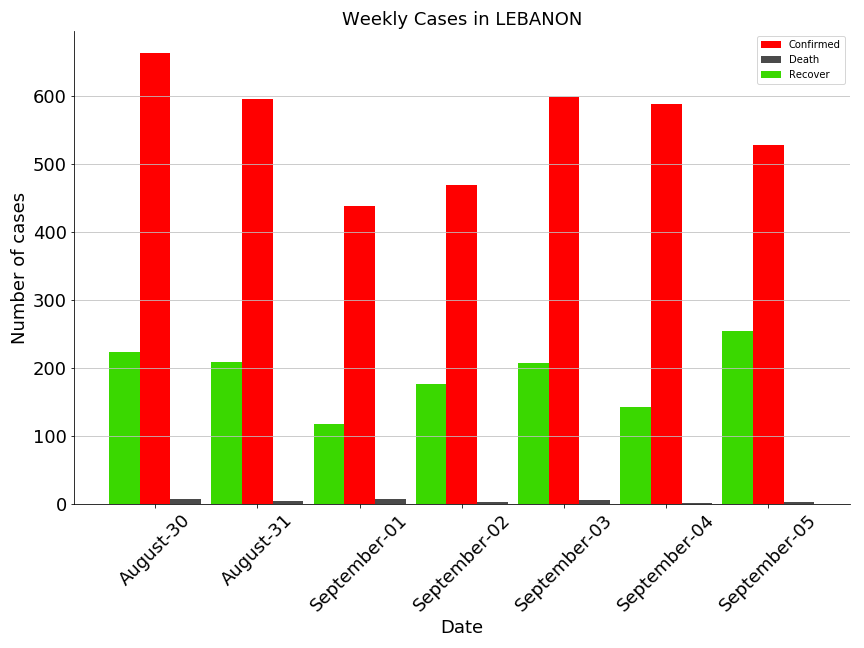 Weekly Cases in LEBANON
Confirmed
Death
Recover
Number of cases
600
500
400
300
200
100
0
August-30
August-31
September-01
September-02
September-03
September-04
September-05
Date